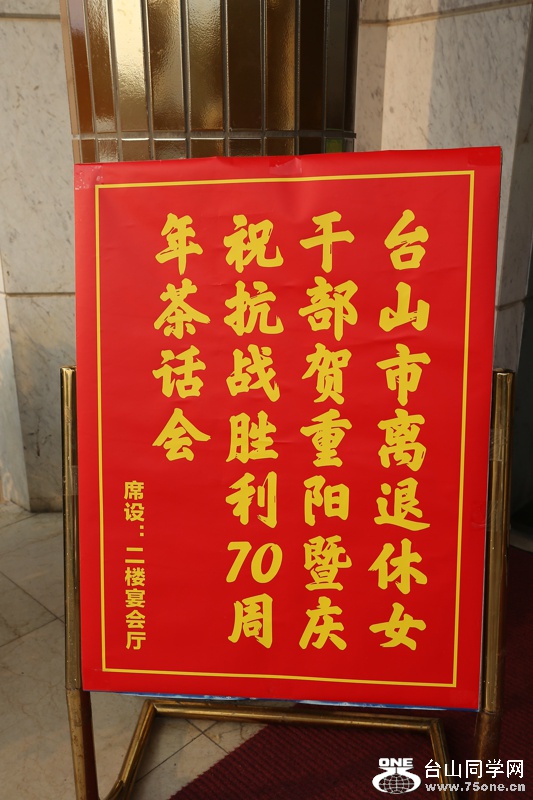 台山市离退休女
干部贺重阳暨庆
祝抗战胜利70周
年茶话会
席设：二楼宴会厅
ONE
台山同学网
www.75one.cn